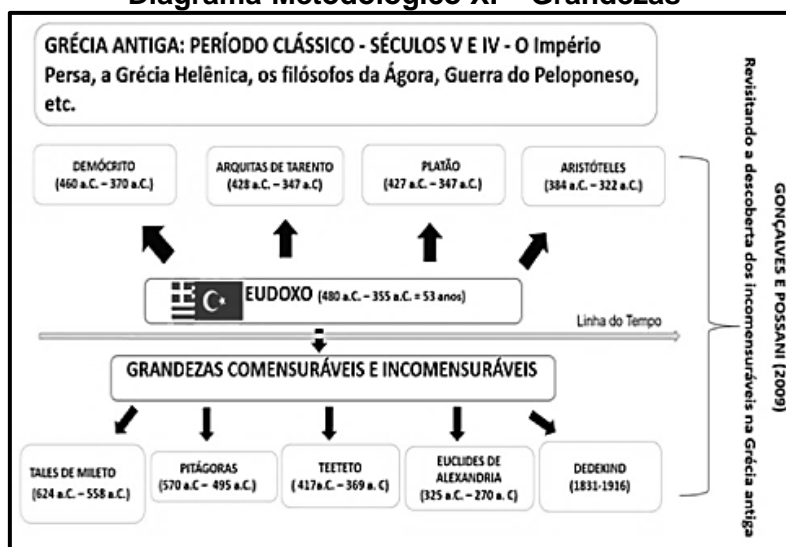 Diagrama Metodológico XI – Grandezas
GRÉCIA ANTIGA: PERÍODO CLÁSSICO - SÉCULOS V E IV - O Império
Persa, a Grécia Helênica, os filósofos da Ágora, Guerra do Peloponeso,
etc.
DEMÓCRITO
(460 a.C. – 370 a.C.)
ARQUITAS DE TARENTO
(428 a.C. – 347 a.C)
PLATÃO
(427 a.C. – 347 a.C.)
ARISTÓTELES
(384 a.C. – 322 a.C.)
EUDOXO (480 a.C. – 355 a.C. = 53 anos)
Linha do Tempo
GRANDEZAS COMENSURÁVEIS E INCOMENSURÁVEIS
TALES DE MILETO
(624 a.C. – 558 a.C.)
PITÁGORAS
(570 a.C – 495 a.C.)
TEETETO
(417a.C. – 369 a. C)
EUCLIDES DE
ALEXANDRIA
(325 a.C. – 270 a. C)
DEDEKIND
(1831-1916)
GONÇALVES E POSSANI (2009)
Revisitando a descoberta dos incomensuráveis na Grécia antiga